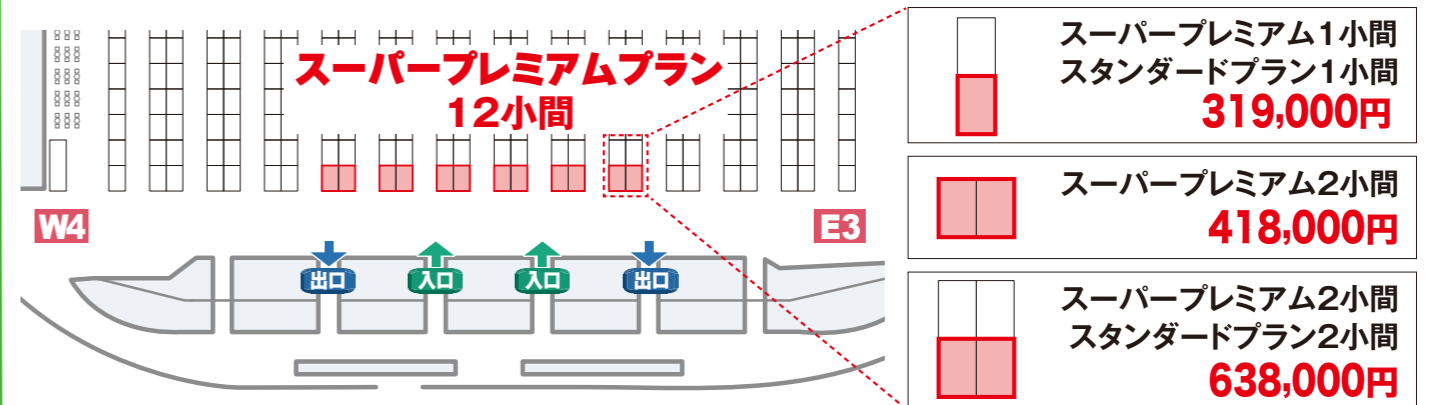 スーパープレミアムプラン
12小間
W4
E3
出口
入口
入口
出口
スーパープレミアム1小間
スタンダードプラン1小間
319,000円
スーパープレミアム2小間
418,000円
スーパープレミアム2小間
スタンダードプラン2小間
638,000円